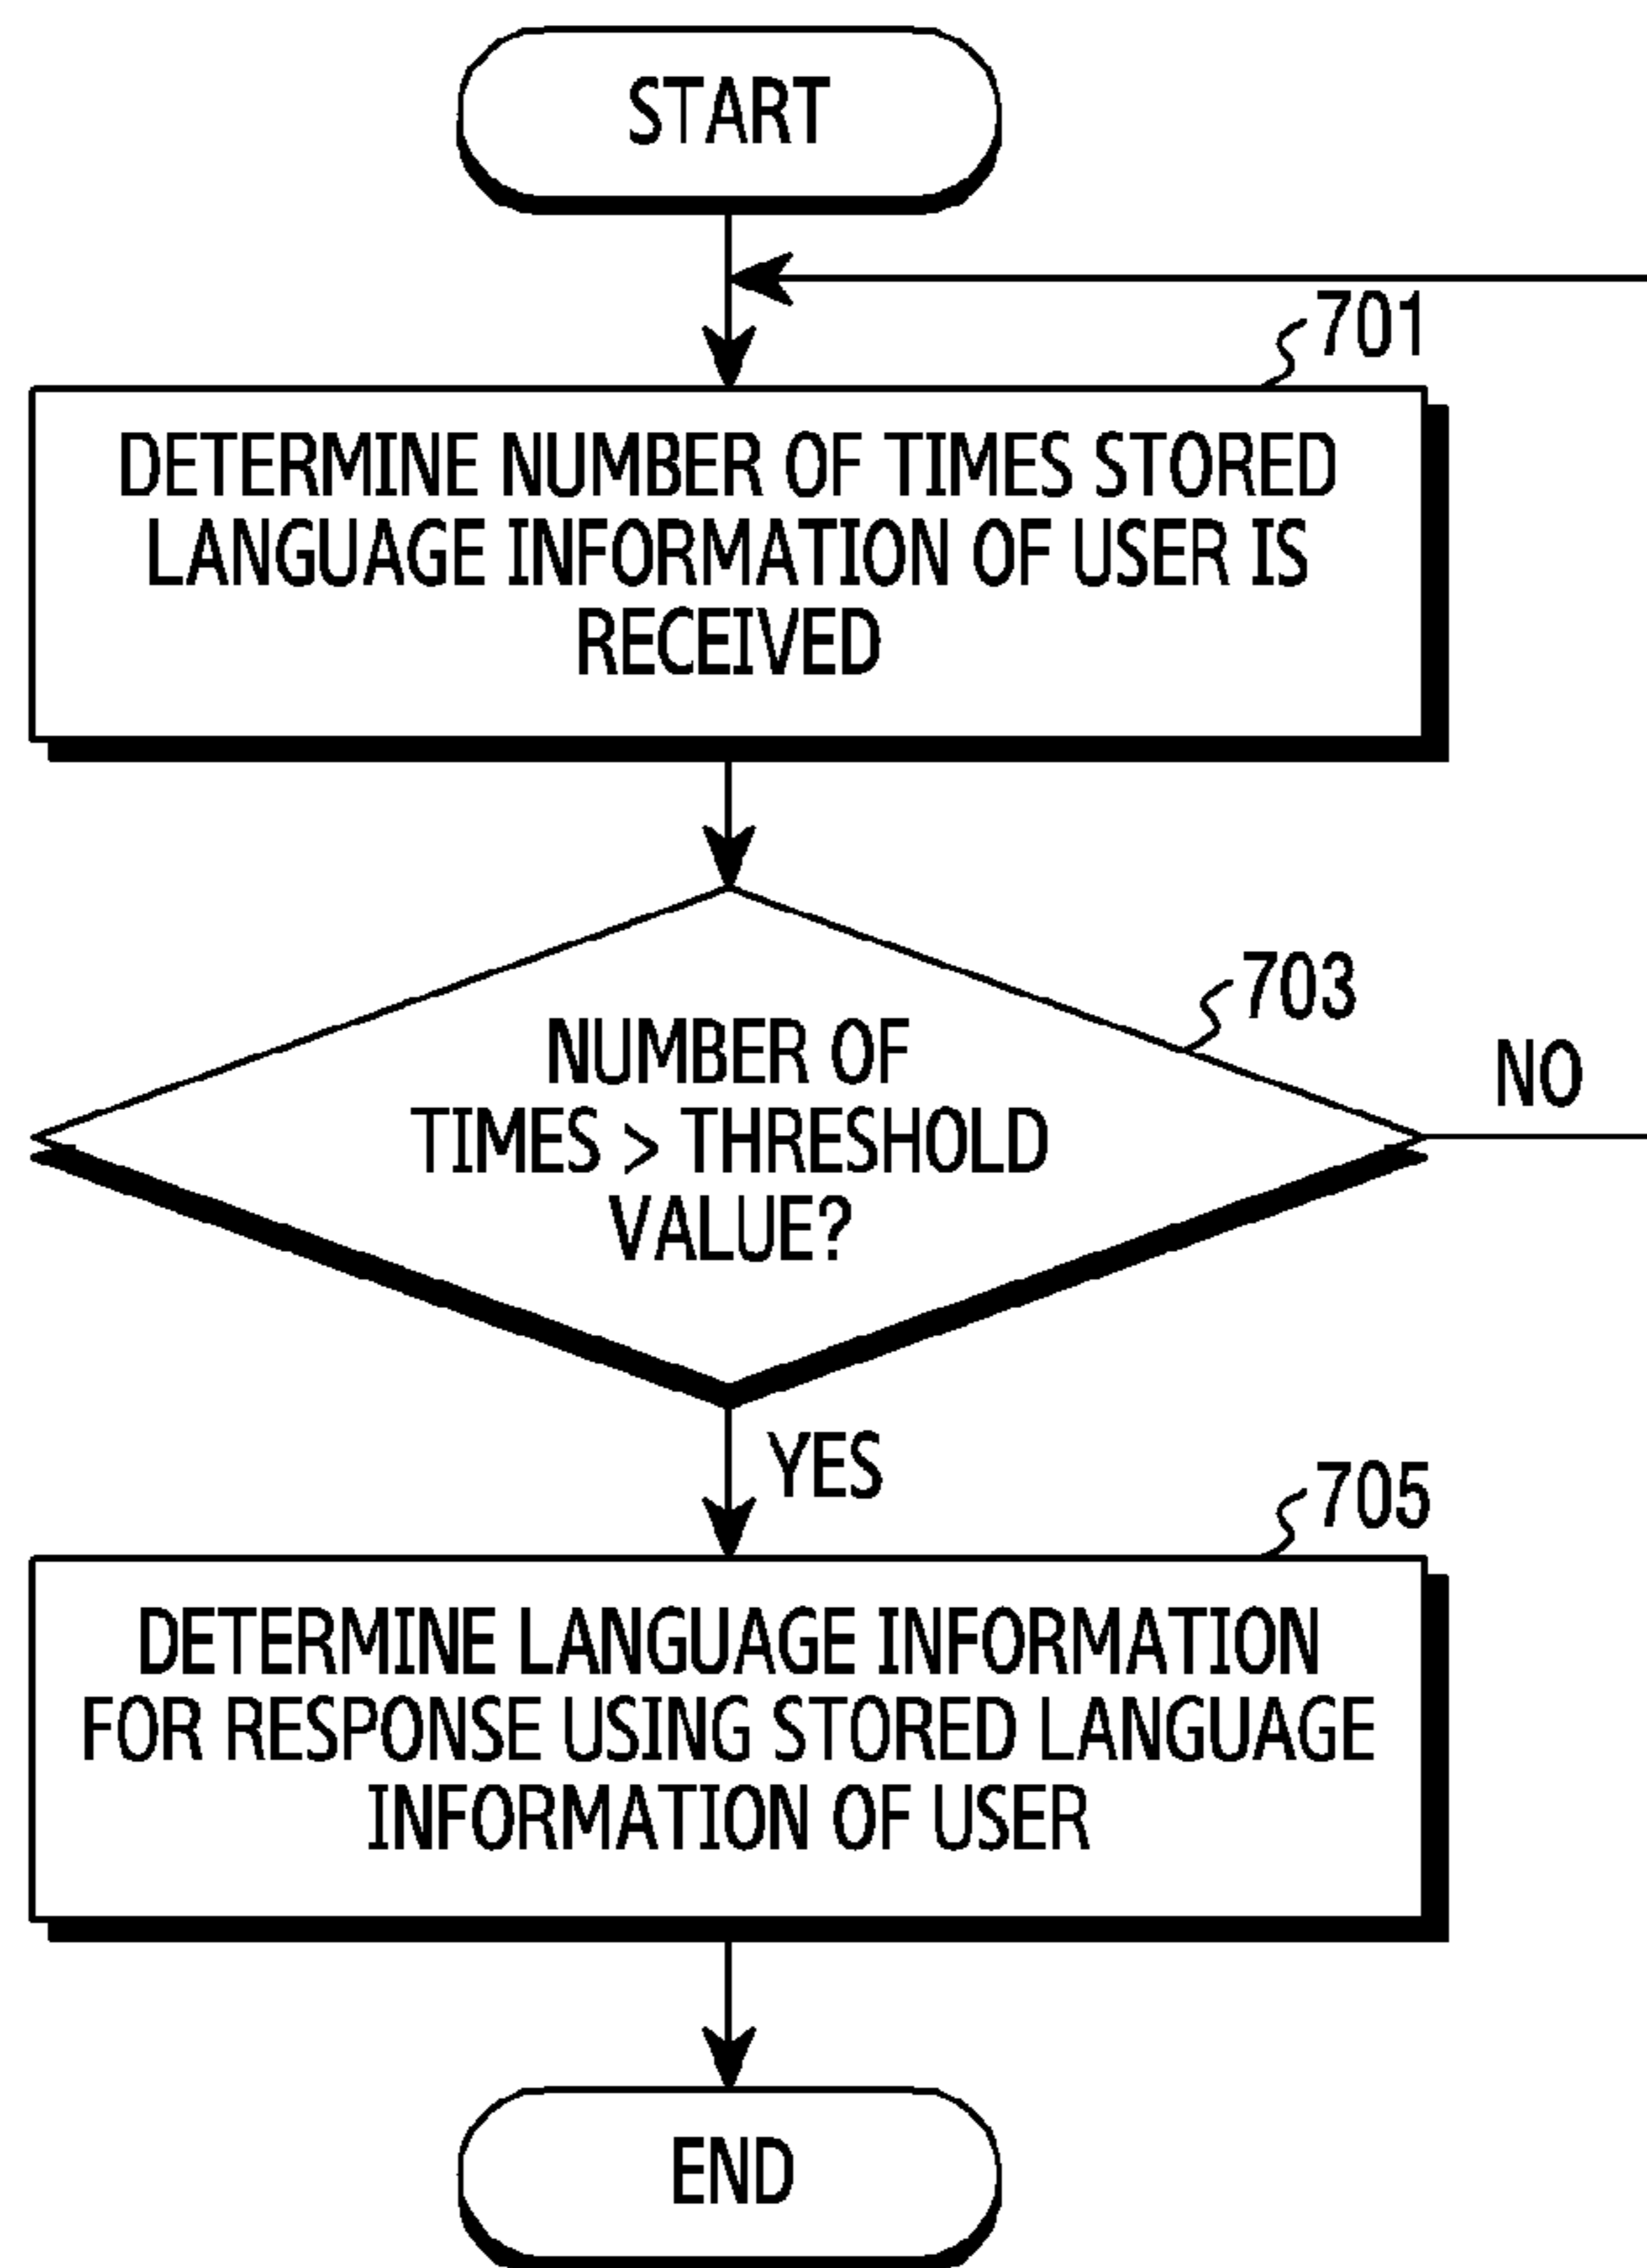 START
701
DETERMINE NUMBER OF TIMES STORED
LANGUAGE INFORMATION OF USER IS
RECEIVED
703
NUMBER OF
TIMES > THRESHOLD
VALUE?
NO
YES
705
DETERMINE LANGUAGE INFORMATION
FOR RESPONSE USING STORED LANGUAGE
INFORMATION OF USER
END